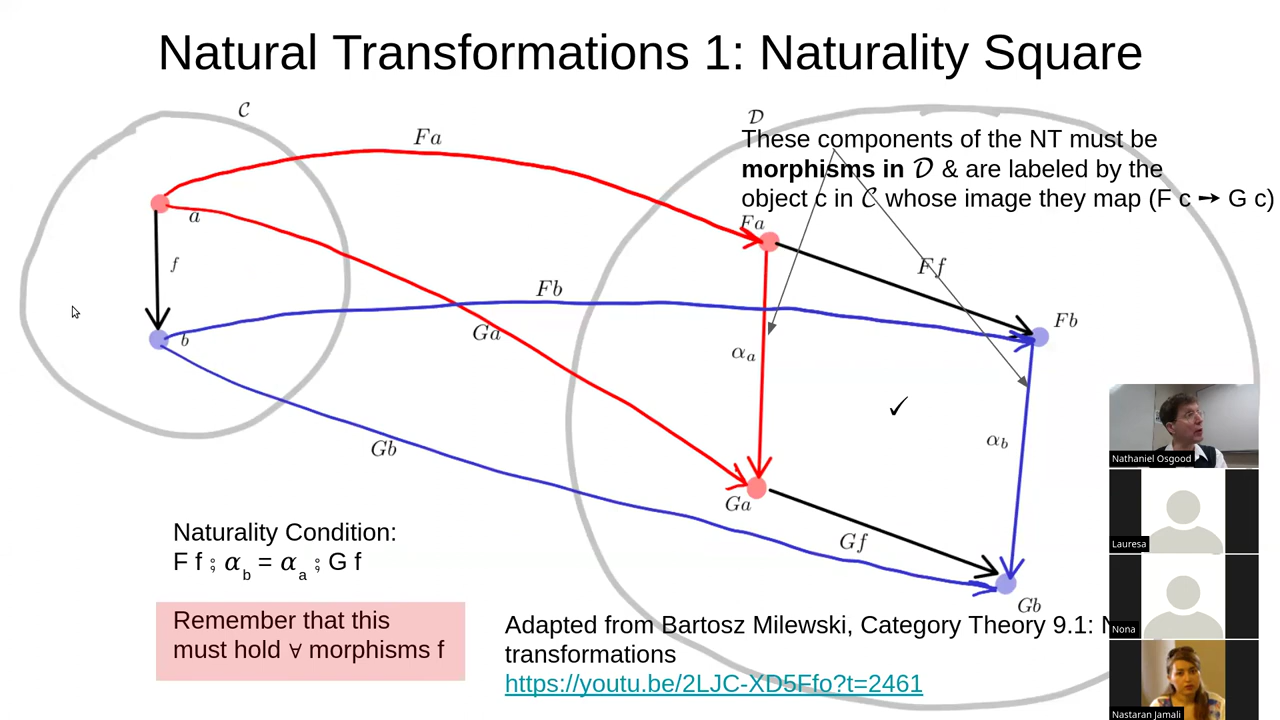 Natural Transformations 1: Naturality Square
𝒞
𝒟
Fa
These components of the NT must be
morphisms in 𝒟 & are labeled by the
object c in 𝒞 whose image they map (F c ➙ G c)
a
Fa
f
Ff
Fb
Fb
b
Ga
α_a
α_b
Gb
Ga
Gf
Gb
Naturality Condition:
F f ⨟ α_b = α_a ⨟ G f
Remember that this
must hold ∀ morphisms f
Adapted from Bartosz Milewski, Category Theory 9.1: N
transformations
https://youtu.be/2LJC-XD5Ffo?t=2461
Nathaniel Osgood
Lauresa
Nona
Nastaran Jamali